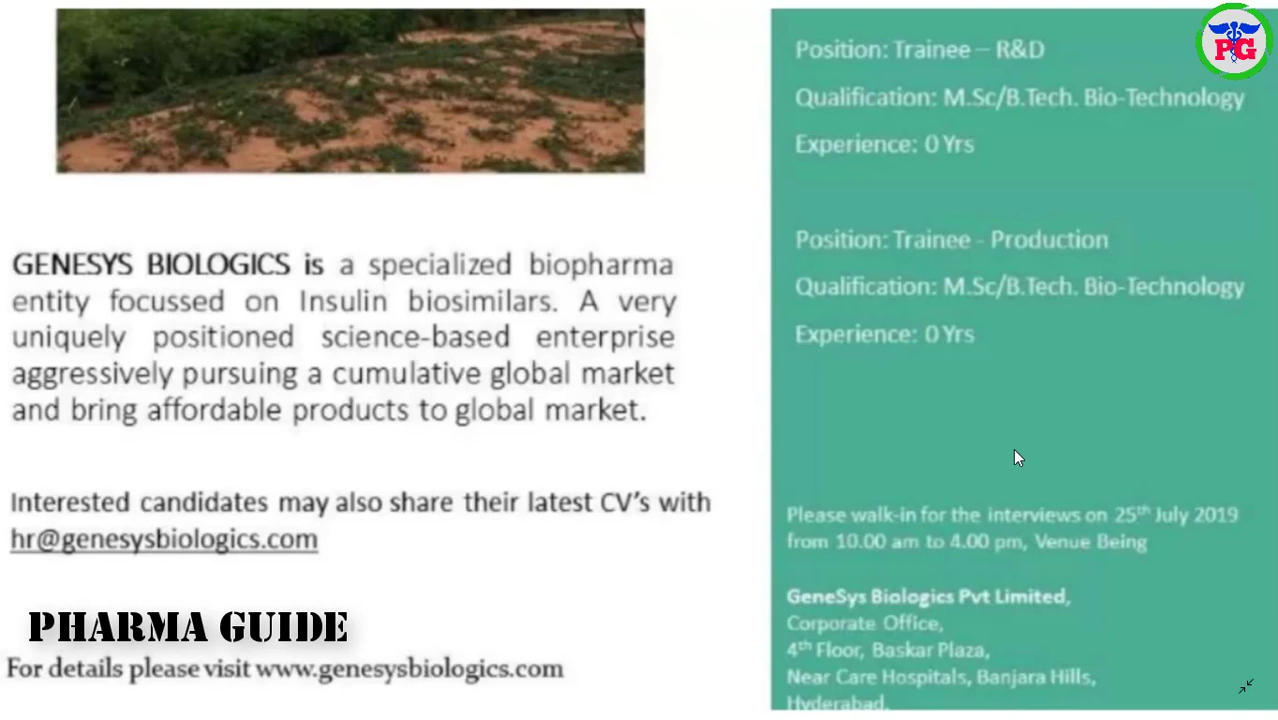 GENESYS BIOLOGICS is a specialized biopharma
entity focussed on Insulin biosimilars. A very
uniquely positioned science-based enterprise
aggressively pursuing a cumulative global market
and bring affordable products to global market.
Interested candidates may also share their latest CV's with
hr@genesysbiologics.com
PHARMA GUIDE
For details please visit www.genesysbiologics.com
PG
Position: Trainee – R&D
Qualification: M.Sc/B.Tech. Bio-Technology
Experience: 0 Yrs
Position: Trainee - Production
Qualification: M.Sc/B.Tech. Bio-Technology
Experience: 0 Yrs
Please walk-in for the interviews on 25th July 2019
from 10.00 am to 4.00 pm, Venue Being
GeneSys Biologics Pvt Limited,
Corporate Office,
4th Floor, Baskar Plaza,
Near Care Hospitals, Banjara Hills,
Hyderabad.